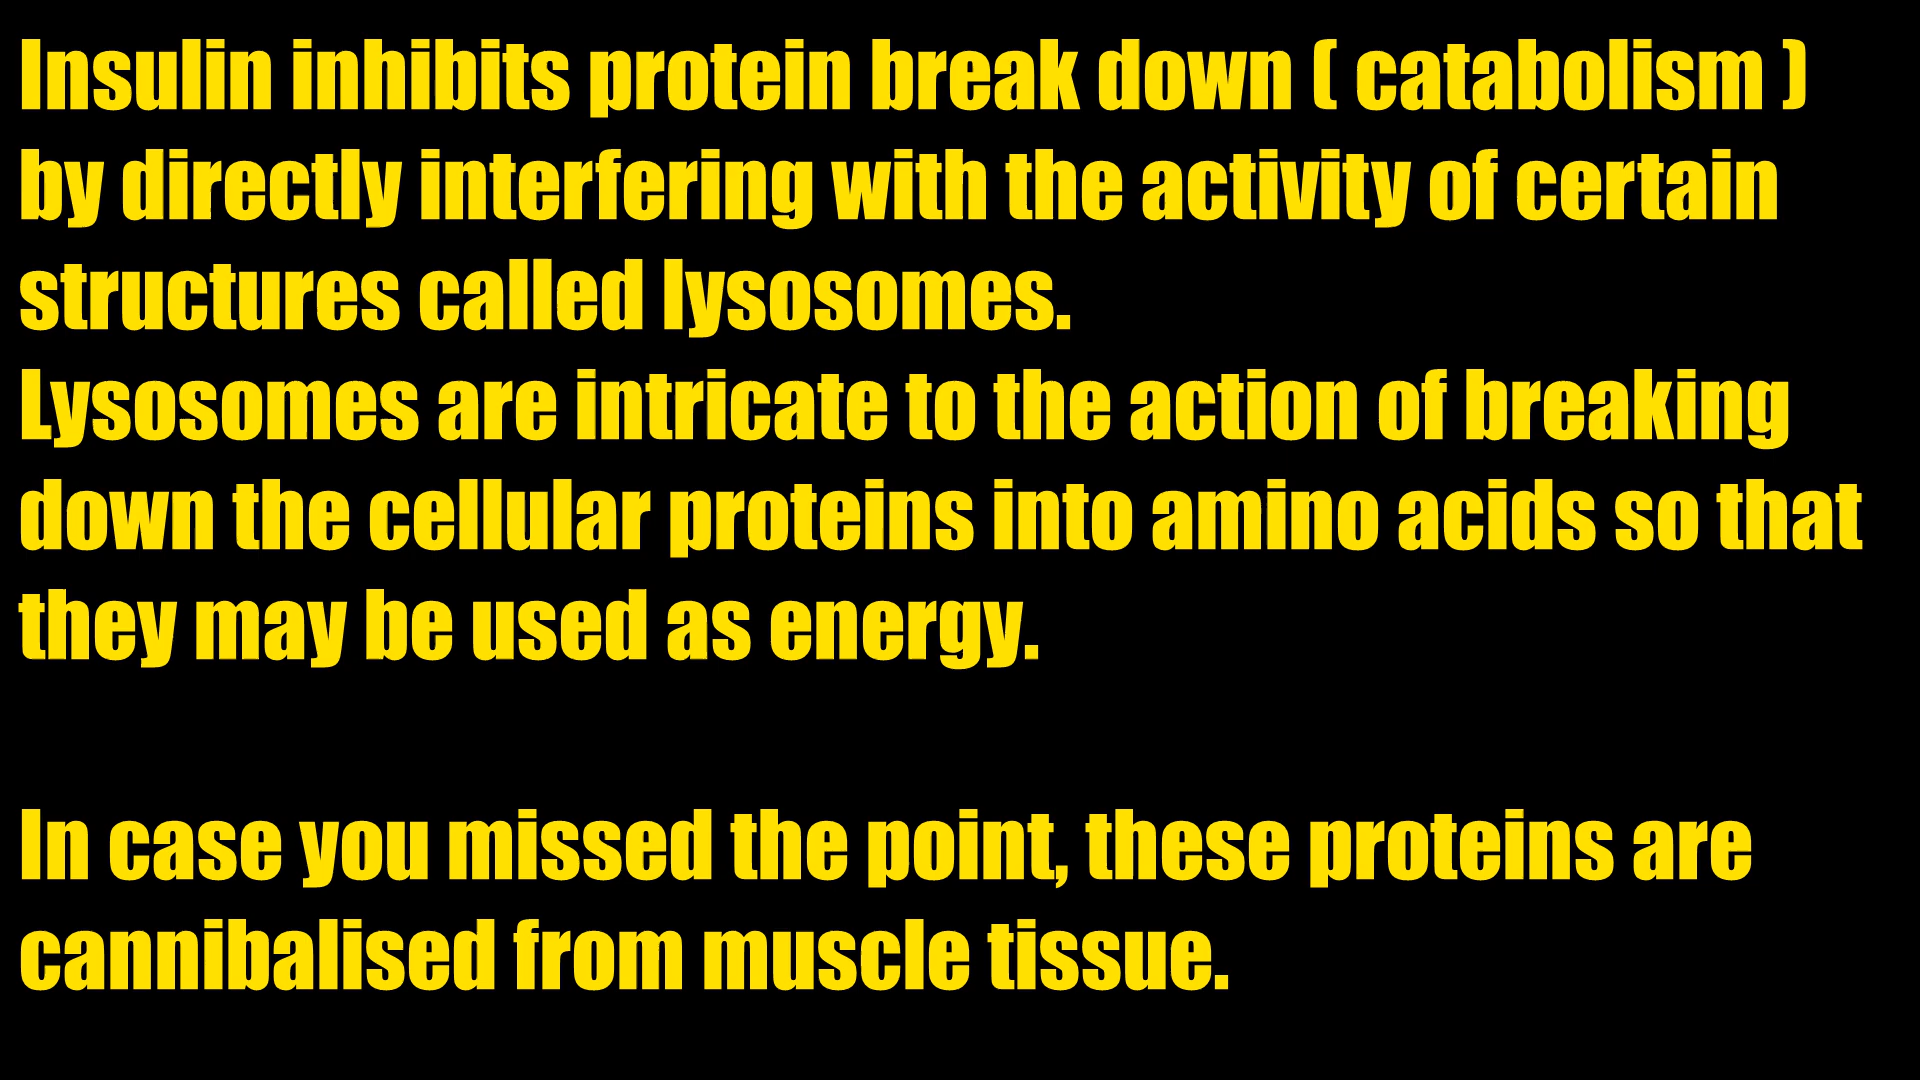 Insulin inhibits protein break down ( catabolism )
by directly interfering with the activity of certain
structures called lysosomes.
Lysosomes are intricate to the action of breaking
down the cellular proteins into amino acids so that
they may be used as energy.
In case you missed the point, these proteins are
cannibalised from muscle tissue.